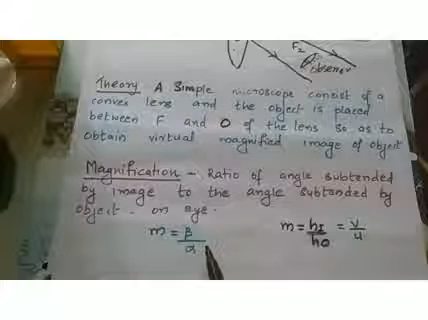 F2
observer
Theory A Simple microscope consist of a
convex lens and the object is placed
between F and O of the lens so as to
obtain virtual magnified image of object
Magnification - Ratio of angle subtended
by image to the angle subtended by
object on eye.
m = β/α m = hI/hO = v/u